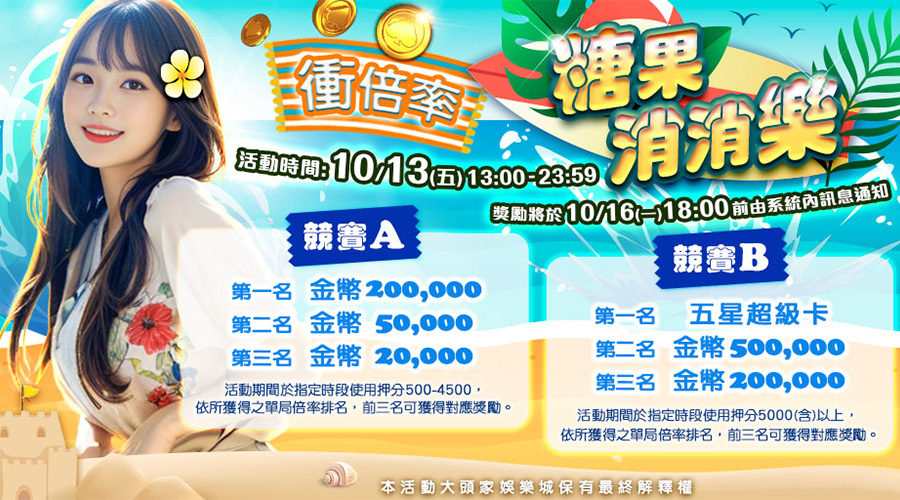 衝倍率
糖果
消消樂
活動時間:10/13(五)13:00-23:59
獎勵將於10/16(一)18:00前由系統內訊息通知
競賽A
第一名 金幣200,000
第二名 金幣 50,000
第三名 金幣 20,000
活動期間於指定時段使用押分500-4500，
依所獲得之單局倍率排名，前三名可獲得對應獎勵。
競賽B
第一名 五星超級卡
第二名 金幣500,000
第三名 金幣200,000
活動期間於指定時段使用押分5000(含)以上，
依所獲得之單局倍率排名，前三名可獲得對應獎勵。
本活動大頭家娛樂城保有最終解釋權